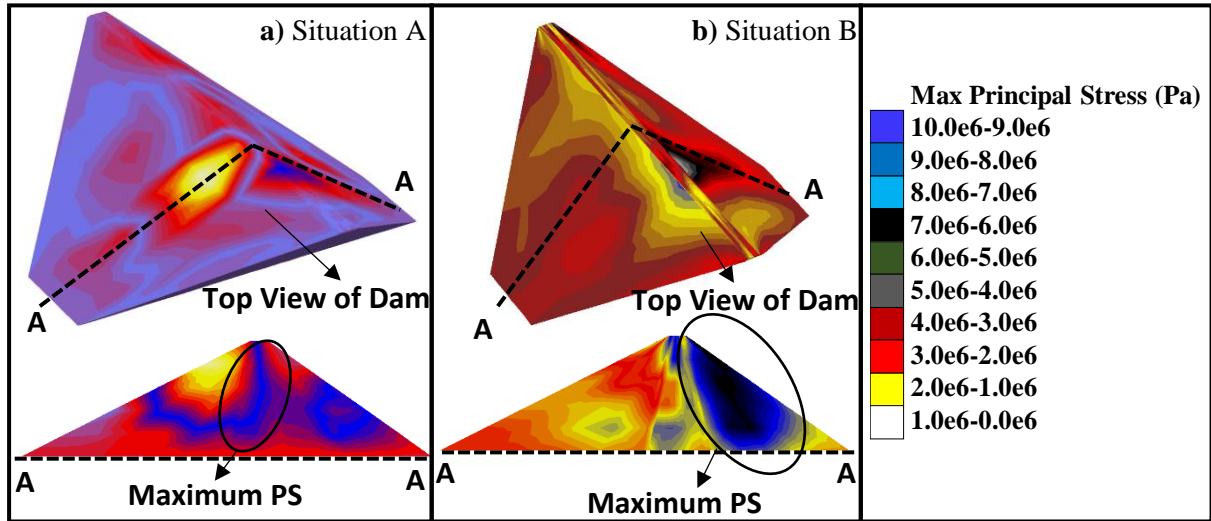 a) Situation A
A
A
Top View of Dam
A
A
Maximum PS
b) Situation B
A
A
Top View of Dam
A
A
Maximum PS
Max Principal Stress (Pa)
10.0e6-9.0e6
9.0e6-8.0e6
8.0e6-7.0e6
7.0e6-6.0e6
6.0e6-5.0e6
5.0e6-4.0e6
4.0e6-3.0e6
3.0e6-2.0e6
2.0e6-1.0e6
1.0e6-0.0e6